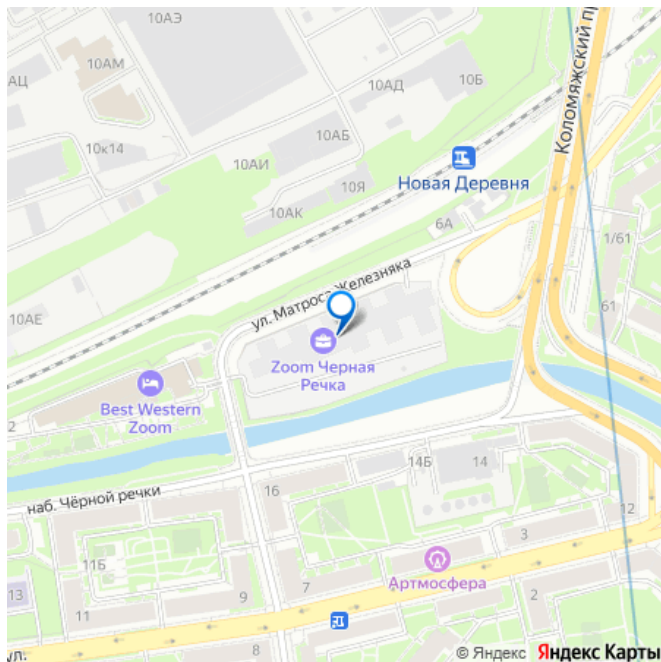 10АЭ
10АМ
АЦ
10АД
10Б
10АБ
10к14
10АИ
10Я
10АК
Коломяжский пр
Новая Деревня
6А
1/61
ул. Матроса Железняка
61
10АЕ
Zoom Черная
Речка
Best Western
Zoom
2
14Б
14
16
наб. Чёрной речки
12
3
11Б
Артмосфера
13
7
9
2
11
8
ул.
© Яндекс Яндекс Карты